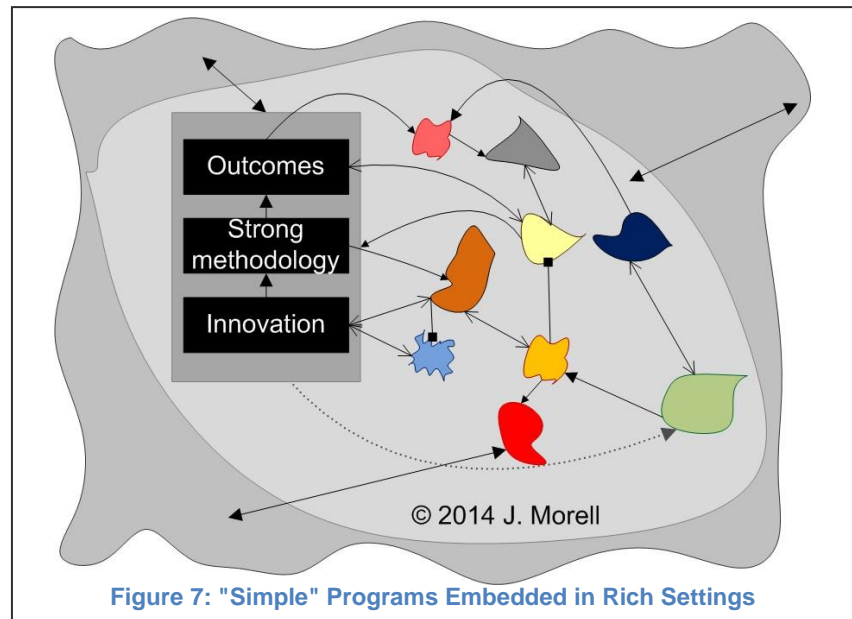 Outcomes
Strong
methodology
Innovation
© 2014 J. Morell
Figure 7: "Simple" Programs Embedded in Rich Settings